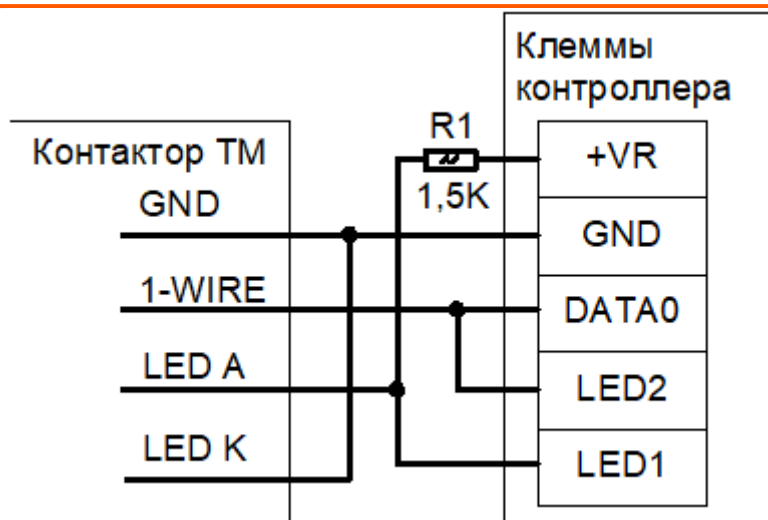 Клеммы
контроллера
R1
Контактор ТМ
+VR
1,5K
GND
GND
1-WIRE
DATA0
LED A
LED2
LED K
LED1